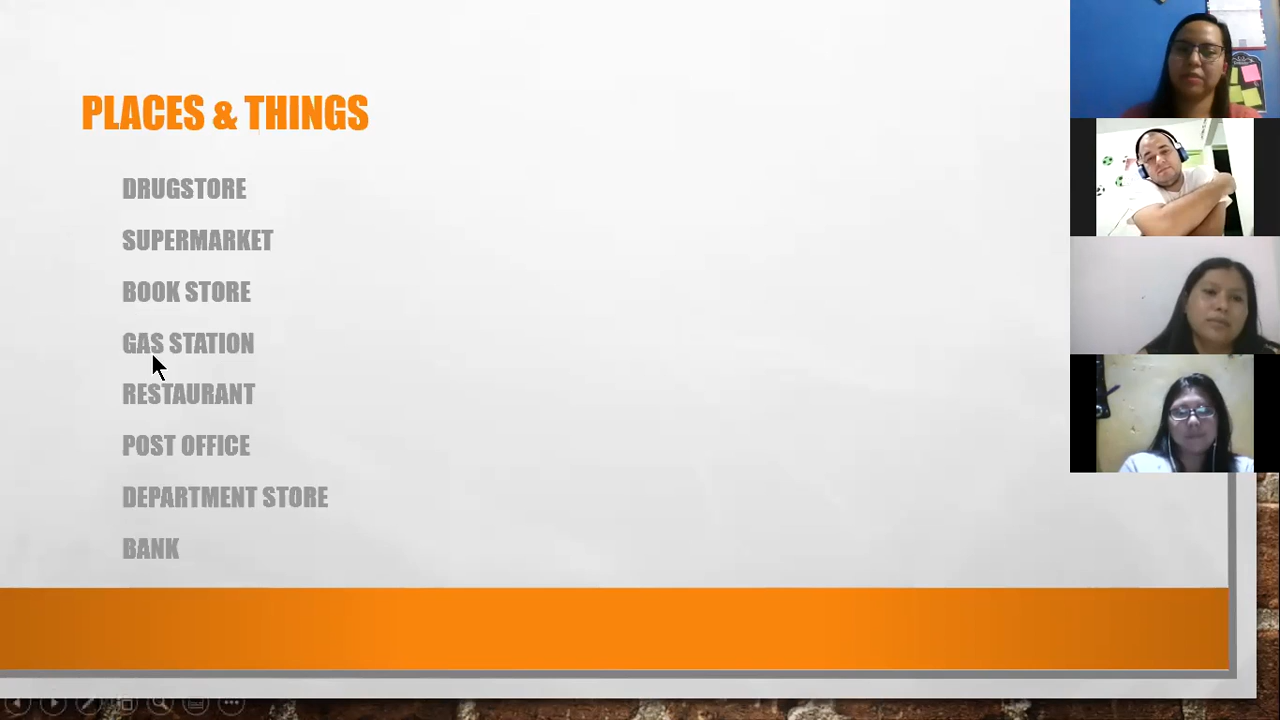 PLACES & THINGS
DRUGSTORE
SUPERMARKET
BOOK STORE
GAS STATION
RESTAURANT
POST OFFICE
DEPARTMENT STORE
BANK